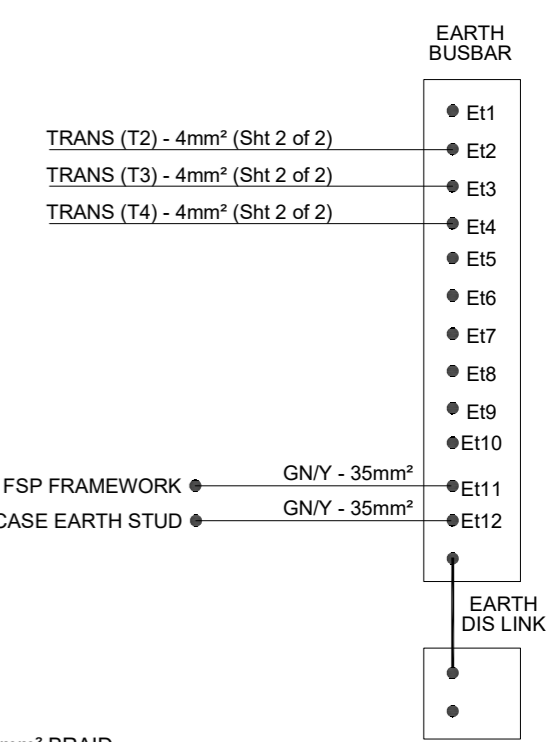 EARTH
BUSBAR
Et1
TRANS (T2) - 4mm² (Sht 2 of 2)
Et2
TRANS (T3) - 4mm² (Sht 2 of 2)
Et3
TRANS (T4) - 4mm² (Sht 2 of 2)
Et4
Et5
Et6
Et7
Et8
Et9
Et10
FSP FRAMEWORK
GN/Y - 35mm²
Et11
CASE EARTH STUD
GN/Y - 35mm²
Et12
EARTH
DIS LINK
BRAID